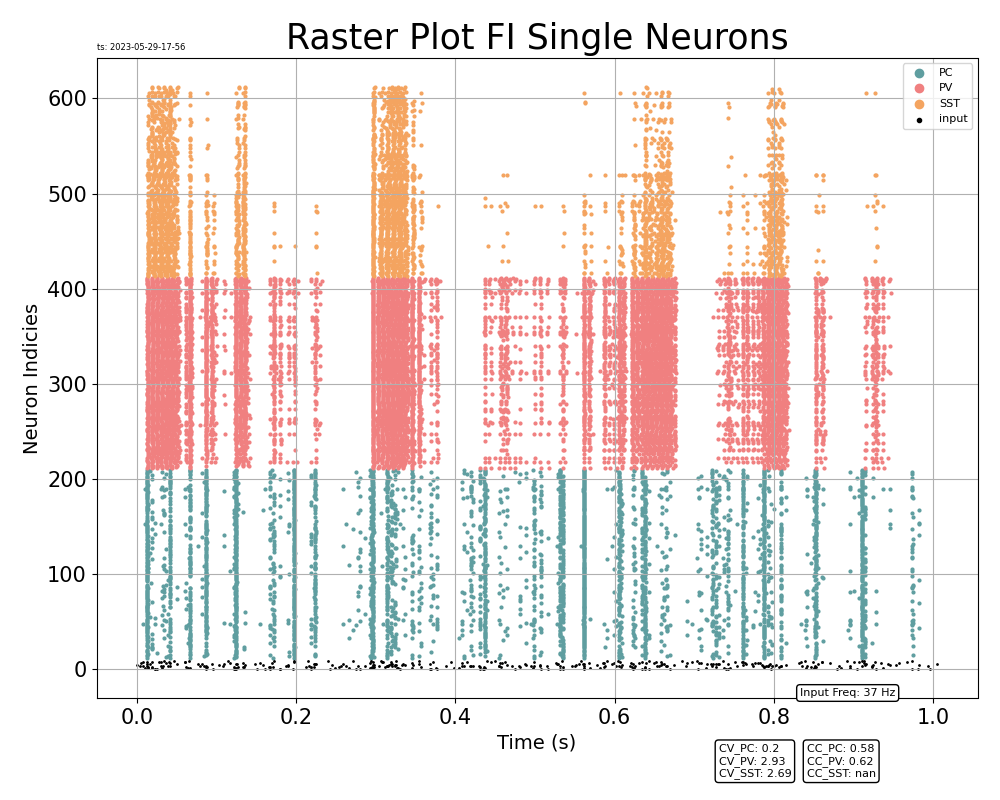 Raster Plot FI Single Neurons
ts: 2023-05-29-17-56
PC
PV
SST
input
600
500
400
300
200
100
0
Neuron Indicies
0.0
0.2
0.4
0.6
0.8
1.0
Time (s)
Input Freq: 37 Hz
CV_PC: 0.2
CV_PV: 2.93
CV_SST: 2.69
CC_PC: 0.58
CC_PV: 0.62
CC_SST: nan